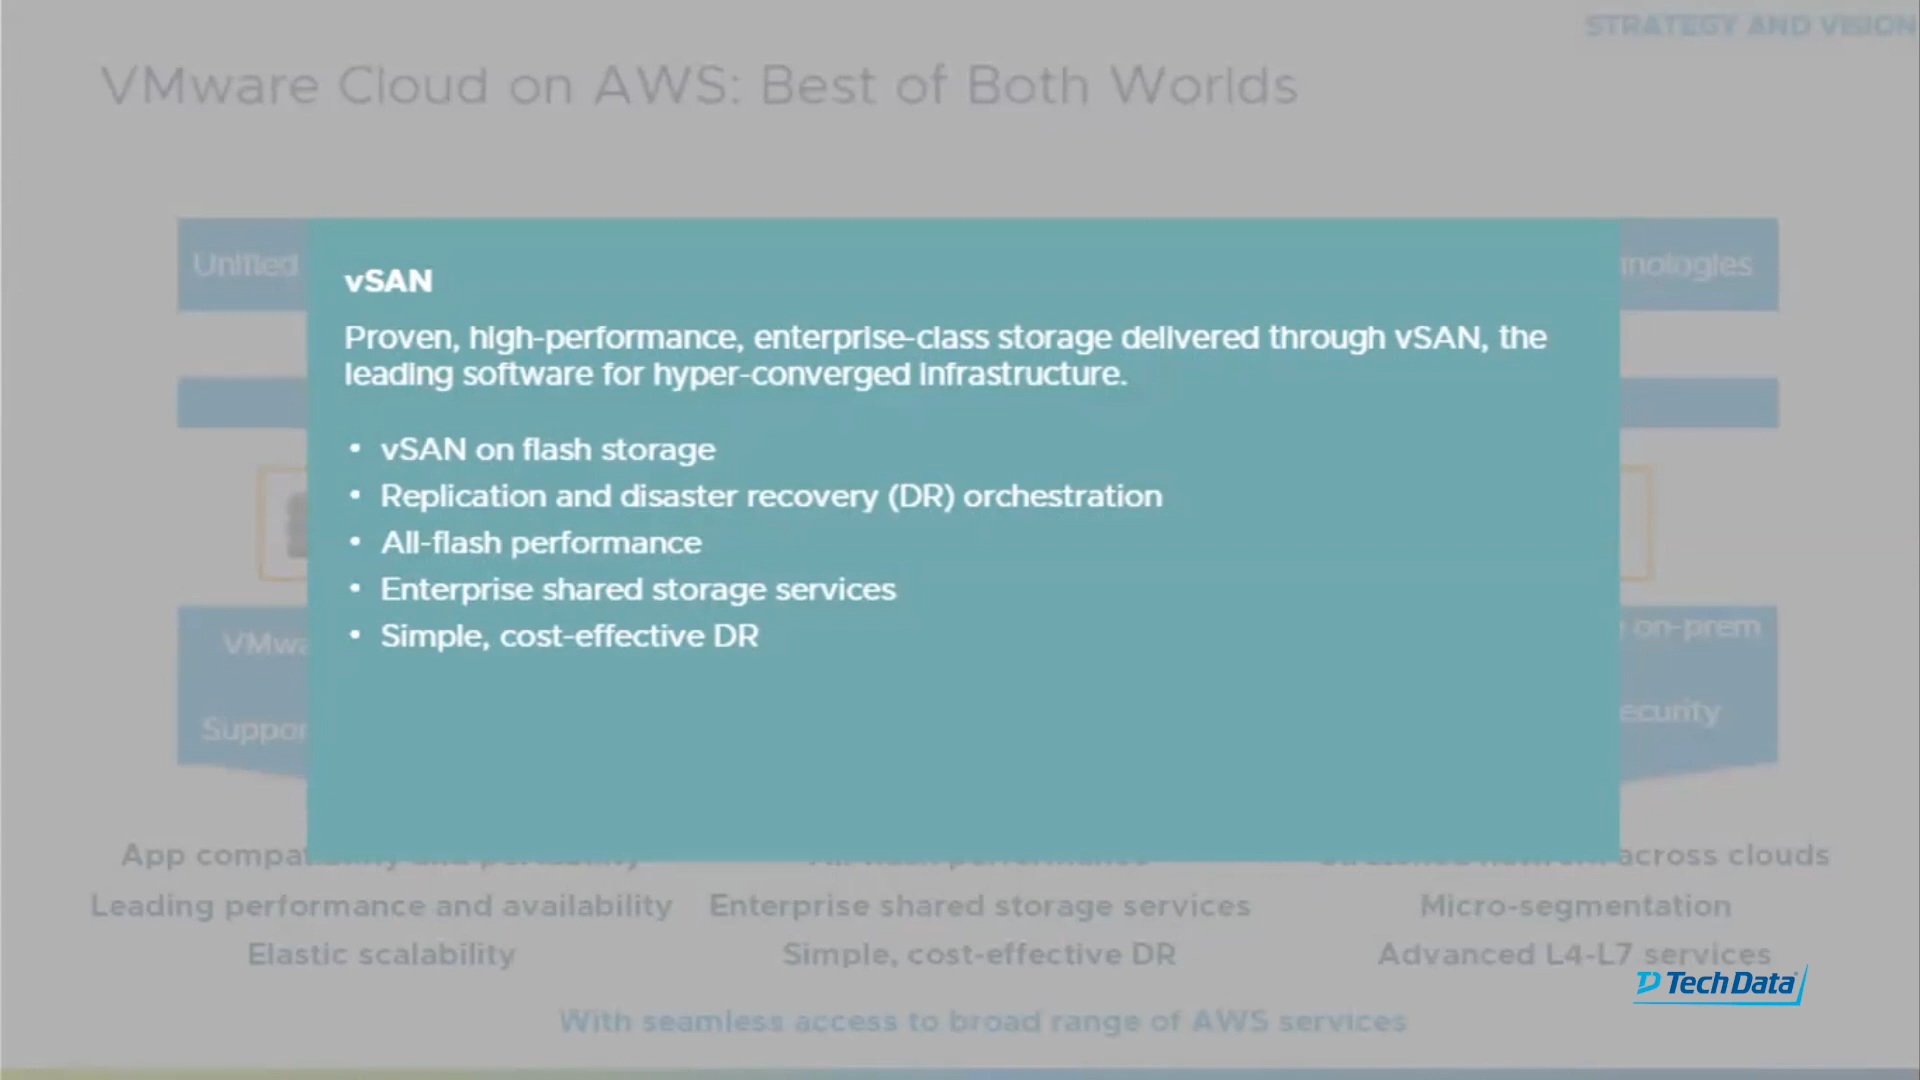 STRATEGY AND VISION
VMware Cloud on AWS: Best of Both Worlds
Unified
vSAN
Proven, high-performance, enterprise-class storage delivered through vSAN, the
leading software for hyper-converged infrastructure.
• vSAN on flash storage
• Replication and disaster recovery (DR) orchestration
• All-flash performance
• Enterprise shared storage services
• Simple, cost-effective DR
on-prem
App
across clouds
Leading performance and availability
Enterprise shared storage services
Micro-segmentation
Elastic scalability
Simple, cost-effective DR
Advanced L4-L7 services
TechData
With seamless access to broad range of AWS services